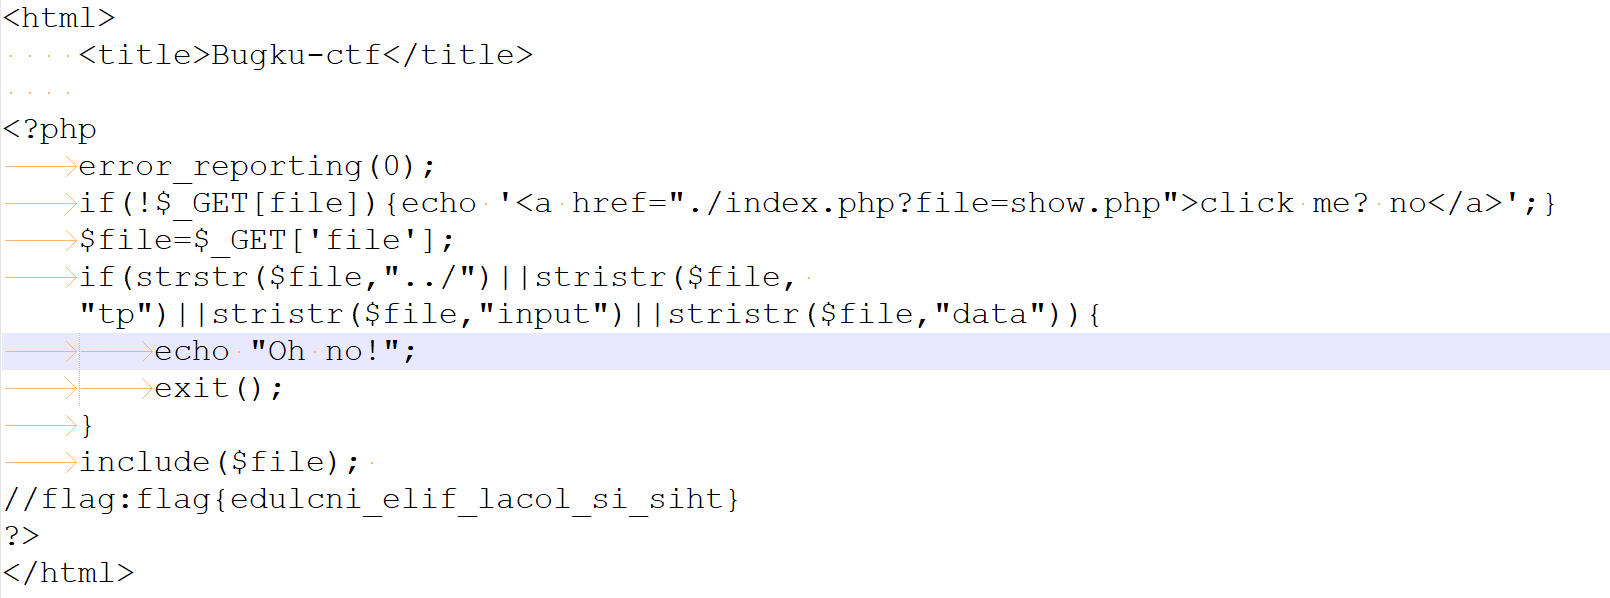 <html>
    <title>Bugku-ctf</title>
    
<?php
	error_reporting(0);
	if(!$_GET[file]){echo '<a href="./index.php?file=show.php">click me? no</a>';}
	$file=$_GET['file'];
	if(strstr($file,"../")||stristr($file, 
	"tp")||stristr($file,"input")||stristr($file,"data")){
		echo "Oh no!";
		exit();
	}
	include($file); 
//flag:flag{edulcni_elif_lacol_si_siht}
?>
</html>